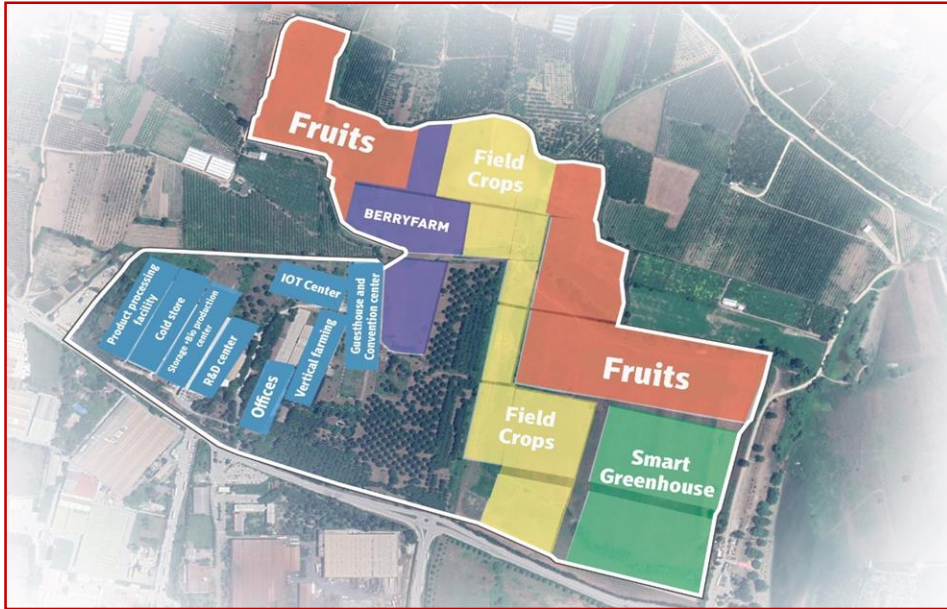 Fruits
Field
Crops
BERRYFARM
Product processing
facility
Cold store
Storage +Bio production
center
R&D center
IOT Center
Guesthouse and
Convention center
Offices
Vertical farming
Fruits
Field
Crops
Smart
Greenhouse